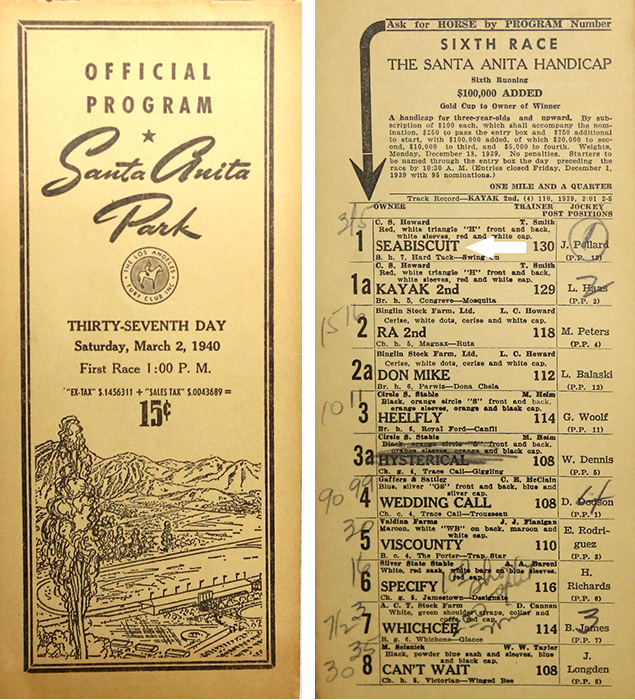 OFFICIAL
PROGRAM
Santa Anita
Park
THE LOS ANGELES
TURF CLUB INC.
THIRTY-SEVENTH DAY
Saturday, March 2, 1940
First Race 1:00 P. M.
"EX-TAX" $.1456311 + "SALES TAX" $.0043689 =
15¢
Ask for HORSE by PROGRAM Number
SIXTH RACE
THE SANTA ANITA HANDICAP
Sixth Running
$100,000 ADDED
Gold Cup to Owner of Winner
A handicap for three-year-olds and upward. By sub-
scription of $100 each, which shall accompany the nom-
ination, $250 to pass the entry box and $750 additional
to start, with $100,000 added, of which $20,000 to sec-
ond, $10,000 to third, and $5,000 to fourth. Weights,
Monday, December 18, 1939. No penalties. Starters to
be named through the entry box the day preceding the
race by 10:30 A. M. (Entries closed Friday, December 1,
1939 with 95 nominations.)
ONE MILE AND A QUARTER
Track Record—KAYAK 2nd, (4) 110, 1939, 2:01 2-5
OWNER TRAINER JOCKEY
POST POSITIONS
C. S. Howard T. Smith
Red, white triangle "H" front and back,
white sleeves, red and white cap.
1 SEABISCUIT 130 J. Pollard
B. h. 7, Hard Tack—Swing
C. S. Howard T. Smith
Red, white triangle "H" front and back,
white sleeves, red and white cap.
1a KAYAK 2nd 129 L. Haas
Br. h. 5, Congreve—Mosquita (P.P. 2)
Binglin Stock Farm, Ltd. L. C. Howard
Cerise, white dots, cerise and white cap.
2 RA 2nd 118 M. Peters
Ch. h. 5, Magnax—Ruta (P.P. 4)
Binglin Stock Farm, Ltd. L. C. Howard
Cerise, white dots, cerise and white cap.
2a DON MIKE 112 L. Balaski
Br. h. 6, Parwiz—Dona Chela (P.P. 12)
Circle S. Stable M. Heim
Black, orange circle "S" front and back,
orange sleeves, orange and black cap.
3 HEELFLY 114 G. Woolf
Br. h. 6, Royal Ford—Canfli (P.P. 11)
Circle S. Stable M. Heim
Black, orange circle "S" front and back,
orange sleeves, orange and black cap.
3a HYSTERICAL 108 W. Dennis
Ch. g. 4, Trace Call—Giggling (P.P. 5)
Gaffers & Sattler C. E. McClain
Blue, silver "GS" front and back, blue and
silver cap.
4 WEDDING CALL 108 D. Dodson
Ch. c. 4, Trace Call—Trousseau (P.P. 1)
Valdina Farms J. J. Flanigan
Maroon, white "WB" on back, maroon and
white cap.
5 VISCOUNTY 110 E. Rodri-
guez
B. c. 4, The Porter—Trap Star (P.P. 3)
Silver State Stable A. A. Baroni
White, red sash, white bars on blue sleeves,
red cap.
6 SPECIFY 116 H.
Richards
Ch. g. 5, Jamestown—Designate (P.P. 6)
A. C. T. Stock Farm D. Cannon
White, green shoulder straps, collar and
cuffs, red cap.
7 WHICHCEE 114 B. James
B. g. 6, Whichone—Glacee (P.P. 7)
M. Selznick W. W. Taylor
Black, powder blue sash and sleeves, blue
and black cap.
8 CAN'T WAIT 108 J.
Longden
Ch. h. 5, Victorian—Winged Bee (P.P. 8)